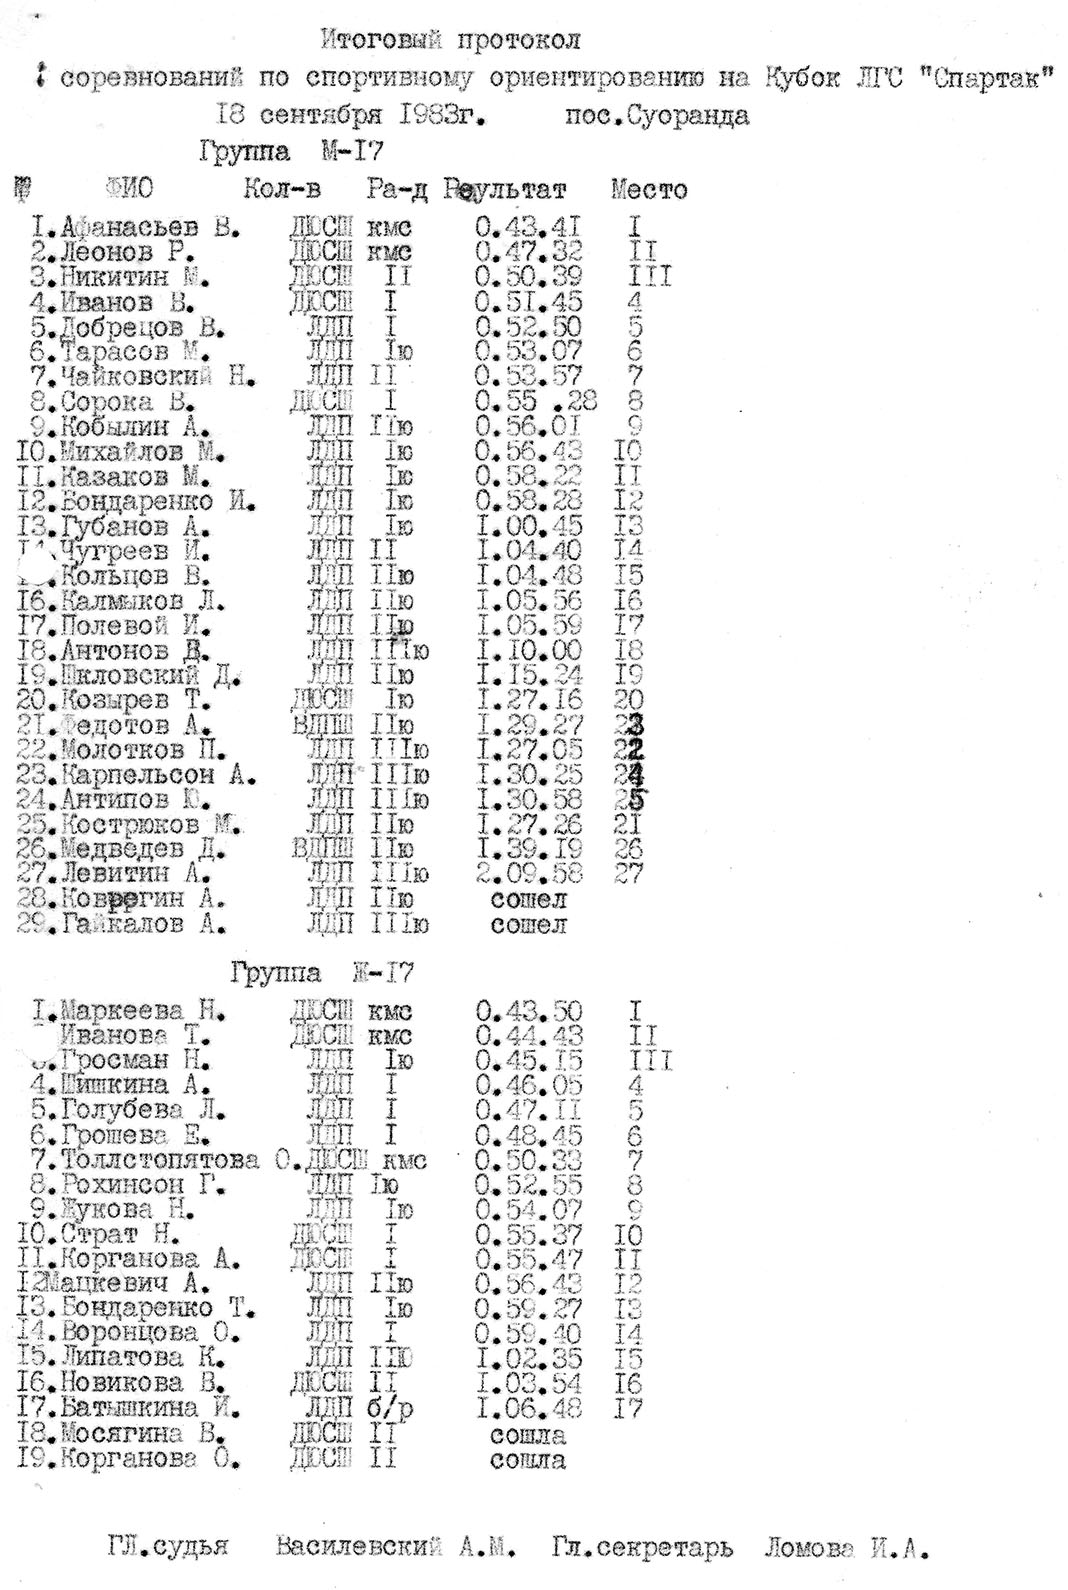 Итоговый протокол
соревнований по спортивному ориентированию на Кубок ЛГС "Спартак"
I8 сентября I983г. пос.Суоранда
Группа М-I7
№ ФИО Кол-в Ра-д Результат Место
I.Афанасьев В. ДЮСШ кмс 0.43.4I I
2.Леонов Р. ДЮСШ кмс 0.47.32 II
3.Никитин М. ДЮСШ II 0.50.39 III
4.Иванов В. ДЮСШ I 0.5I.45 4
5.Добрецов В. ЛДП I 0.52.50 5
6.Тарасов М. ЛДП Iю 0.53.07 6
7.Чайковский Н. ЛДП II 0.53.57 7
8.Сорока В. ДЮСШ I 0.55 .28 8
9.Кобылин А. ЛДП IIю 0.56.0I 9
I0.Михайлов М. ЛДП Iю 0.56.43 I0
II.Казаков М. ЛДП Iю 0.58.22 II
I2.Бондаренко И. ЛДП Iю 0.58.28 I2
I3.Губанов А. ЛДП Iю I.00.45 I3
I4.Чугреев И. ЛДП II I.04.40 I4
.Кольцов В. ЛДП IIю I.04.48 I5
I6.Калмыков Л. ЛДП IIю I.05.56 I6
I7.Полевой И. ЛДП IIю I.05.59 I7
I8.Антонов В. ЛДП IIIю I.I0.00 I8
I9.Шкловский Д. ЛДП IIю I.I5.24 I9
20.Козырев Т. ДЮСШ Iю I.27.I6 20
2I.Федотов А. ВДПШ IIю I.29.27 23
22.Молотков П. ЛДП IIIю I.27.05 22
23.Карпельсон А. ЛДП IIIю I.30.25 24
24.Антипов Ю. ЛДП IIIю I.30.58 25
25.Кострюков М. ЛДП IIю I.27.26 2I
26.Медведев Д. ВДПШ IIю I.39.I9 26
27.Левитин А. ЛДП IIIю 2.09.58 27
28.Коврегин А. ЛДП IIю сошел
29.Гайкалов А. ЛДП IIIю сошел
Группа Ж-I7
I.Маркеева Н. ДЮСШ кмс 0.43.50 I
Иванова Т. ДЮСШ кмс 0.44.43 II
3.Гросман Н. ЛДП Iю 0.45.I5 III
4.Шишкина А. ЛДП I 0.46.05 4
5.Голубева Л. ЛДП I 0.47.II 5
6.Грошева Е. ЛДП I 0.48.45 6
7.Толлстопятова О.ДЮСШ кмс 0.50.33 7
8.Рохинсон Г. ЛДП Iю 0.52.55 8
9.Жукова Н. ЛДП Iю 0.54.07 9
I0.Страт Н. ДЮСШ I 0.55.37 I0
II.Корганова А. ДЮСШ I 0.55.47 II
I2Мацкевич А. ЛДП IIю 0.56.43 I2
I3.Бондаренко Т. ЛДП Iю 0.59.27 I3
I4.Воронцова О. ЛДП I 0.59.40 I4
I5.Липатова К. ЛДП IIЮ I.02.35 I5
I6.Новикова В. ДЮСШ II I.03.54 I6
I7.Батышкина И. ЛДП б/р I.06.48 I7
I8.Мосягина В. ДЮСШ II сошла
I9.Корганова О. ДЮСШ II сошла
ГЛ.судья Василевский А.М. Гл.секретарь Ломова И.А.